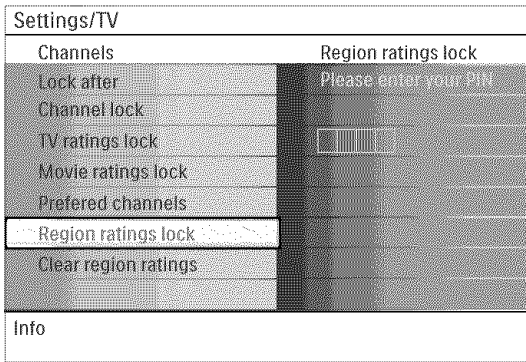 Settings/TV
Channels
Region ratings lock
Lock after
Please enter your PIN
Channel lock
TV ratings lock
Movie ratings lock
Prefered channels
Region ratings lock
Clear region ratings
Info